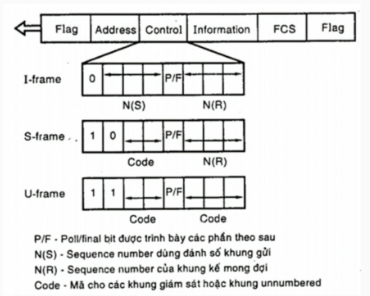 Flag Address Control Information FCS Flag
I-frame 0 P/F
N(S) N(R)
S-frame 1 0 P/F
Code N(R)
U-frame 1 1 P/F
Code Code
P/F - Poll/final bit được trình bày các phần theo sau
N(S) - Sequence number dùng đánh số khung gửi
N(R) - Sequence number của khung kế mong đợi
Code - Mã cho các khung giám sát hoặc khung unnumbered